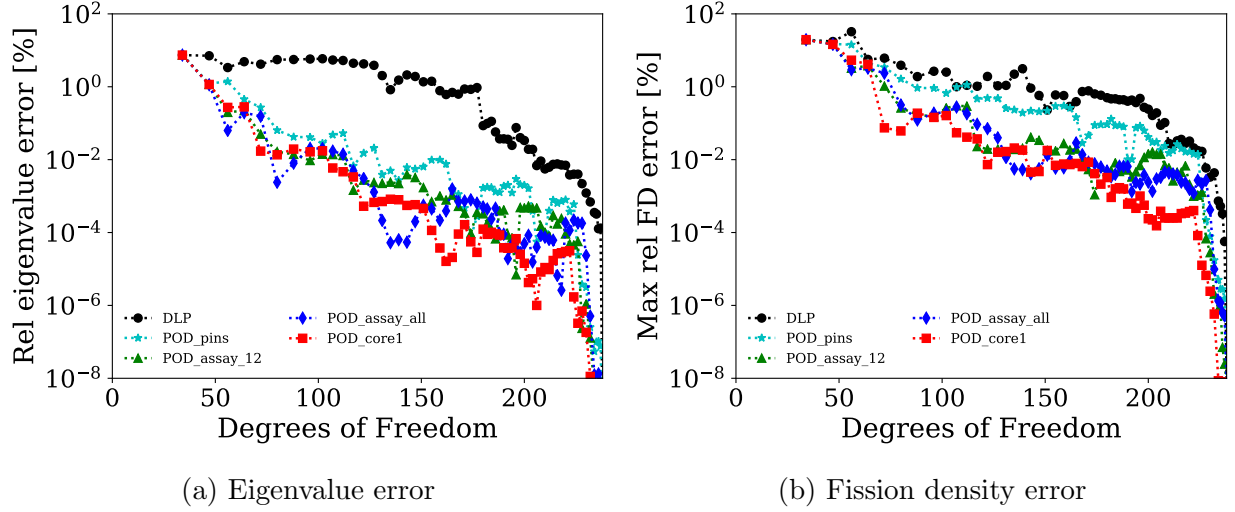 Rel eigenvalue error [%]
10^2
10^0
10^-2
10^-4
10^-6
10^-8
DLP
POD_pins
POD_assay_12
POD_assay_all
POD_core1
0 50 100 150 200
Degrees of Freedom
(a) Eigenvalue error
Max rel FD error [%]
10^2
10^0
10^-2
10^-4
10^-6
10^-8
DLP
POD_pins
POD_assay_12
POD_assay_all
POD_core1
0 50 100 150 200
Degrees of Freedom
(b) Fission density error